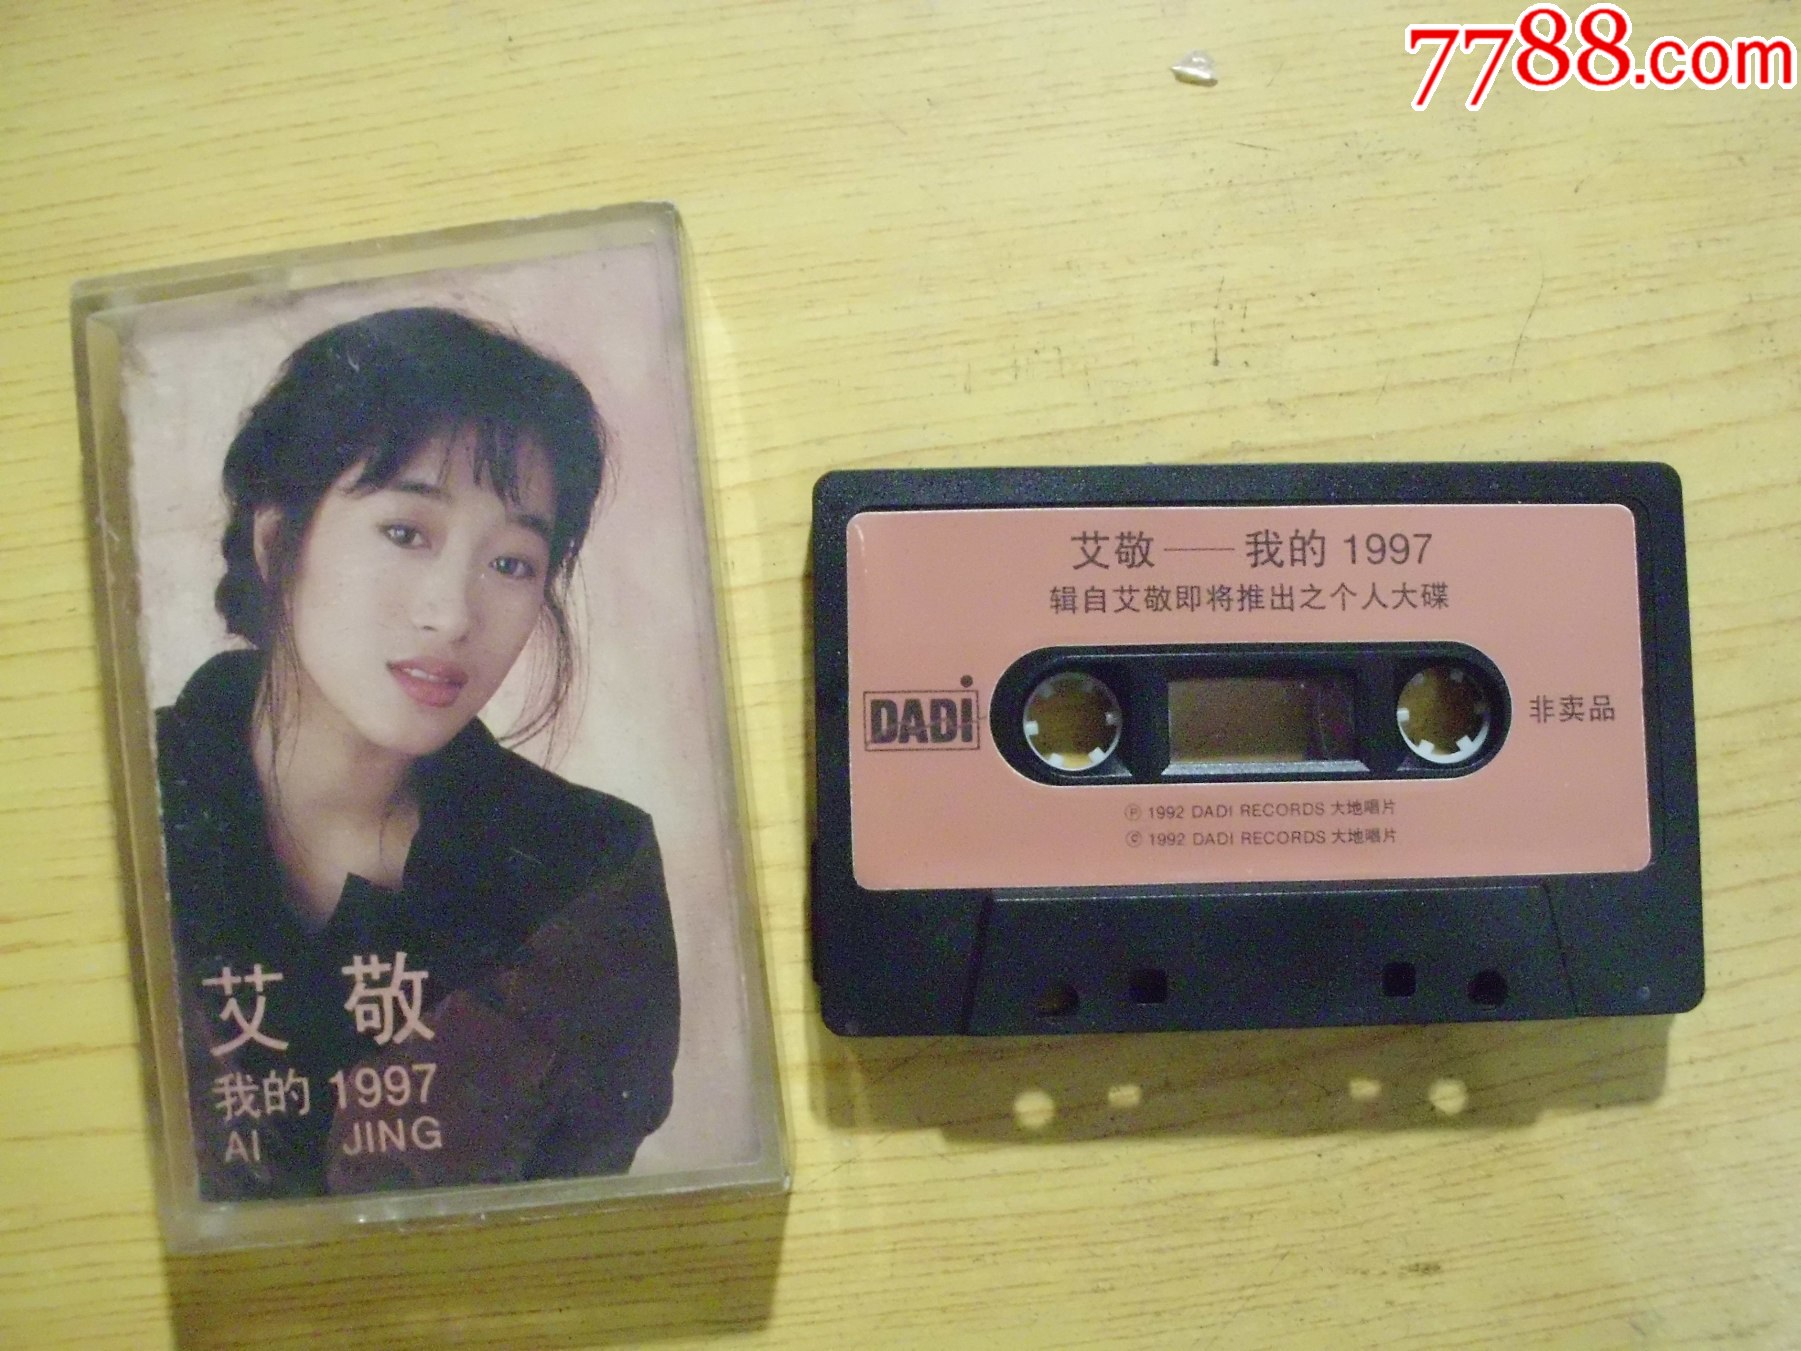 7788.com
艾 敬
我的 1997
AI JING
艾敬——我的 1997
辑自艾敬即将推出之个人大碟
DADI
非卖品
Ⓟ 1992 DADI RECORDS 大地唱片
© 1992 DADI RECORDS 大地唱片